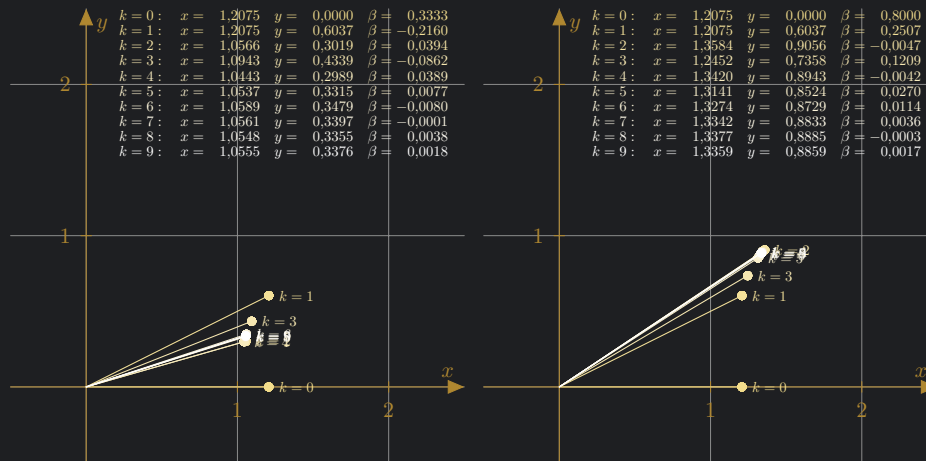 y
k = 0 : x = 1,2075 y = 0,0000 β = 0,3333
k = 1 : x = 1,2075 y = 0,6037 β = −0,2160
k = 2 : x = 1,0566 y = 0,3019 β = 0,0394
k = 3 : x = 1,0943 y = 0,4339 β = −0,0862
k = 4 : x = 1,0443 y = 0,2989 β = 0,0389
k = 5 : x = 1,0537 y = 0,3315 β = 0,0077
k = 6 : x = 1,0589 y = 0,3479 β = −0,0080
k = 7 : x = 1,0561 y = 0,3397 β = −0,0001
k = 8 : x = 1,0548 y = 0,3355 β = 0,0038
k = 9 : x = 1,0555 y = 0,3376 β = 0,0018
2
1
k = 1
k = 3
k = 0
x
1
2
y
k = 0 : x = 1,2075 y = 0,0000 β = 0,8000
k = 1 : x = 1,2075 y = 0,6037 β = 0,2507
k = 2 : x = 1,3584 y = 0,9056 β = −0,0047
k = 3 : x = 1,2452 y = 0,7358 β = 0,1209
k = 4 : x = 1,3420 y = 0,8943 β = −0,0042
k = 5 : x = 1,3141 y = 0,8524 β = 0,0270
k = 6 : x = 1,3274 y = 0,8729 β = 0,0114
k = 7 : x = 1,3342 y = 0,8833 β = 0,0036
k = 8 : x = 1,3377 y = 0,8885 β = −0,0003
k = 9 : x = 1,3359 y = 0,8859 β = 0,0017
2
1
k = 3
k = 1
k = 0
x
1
2